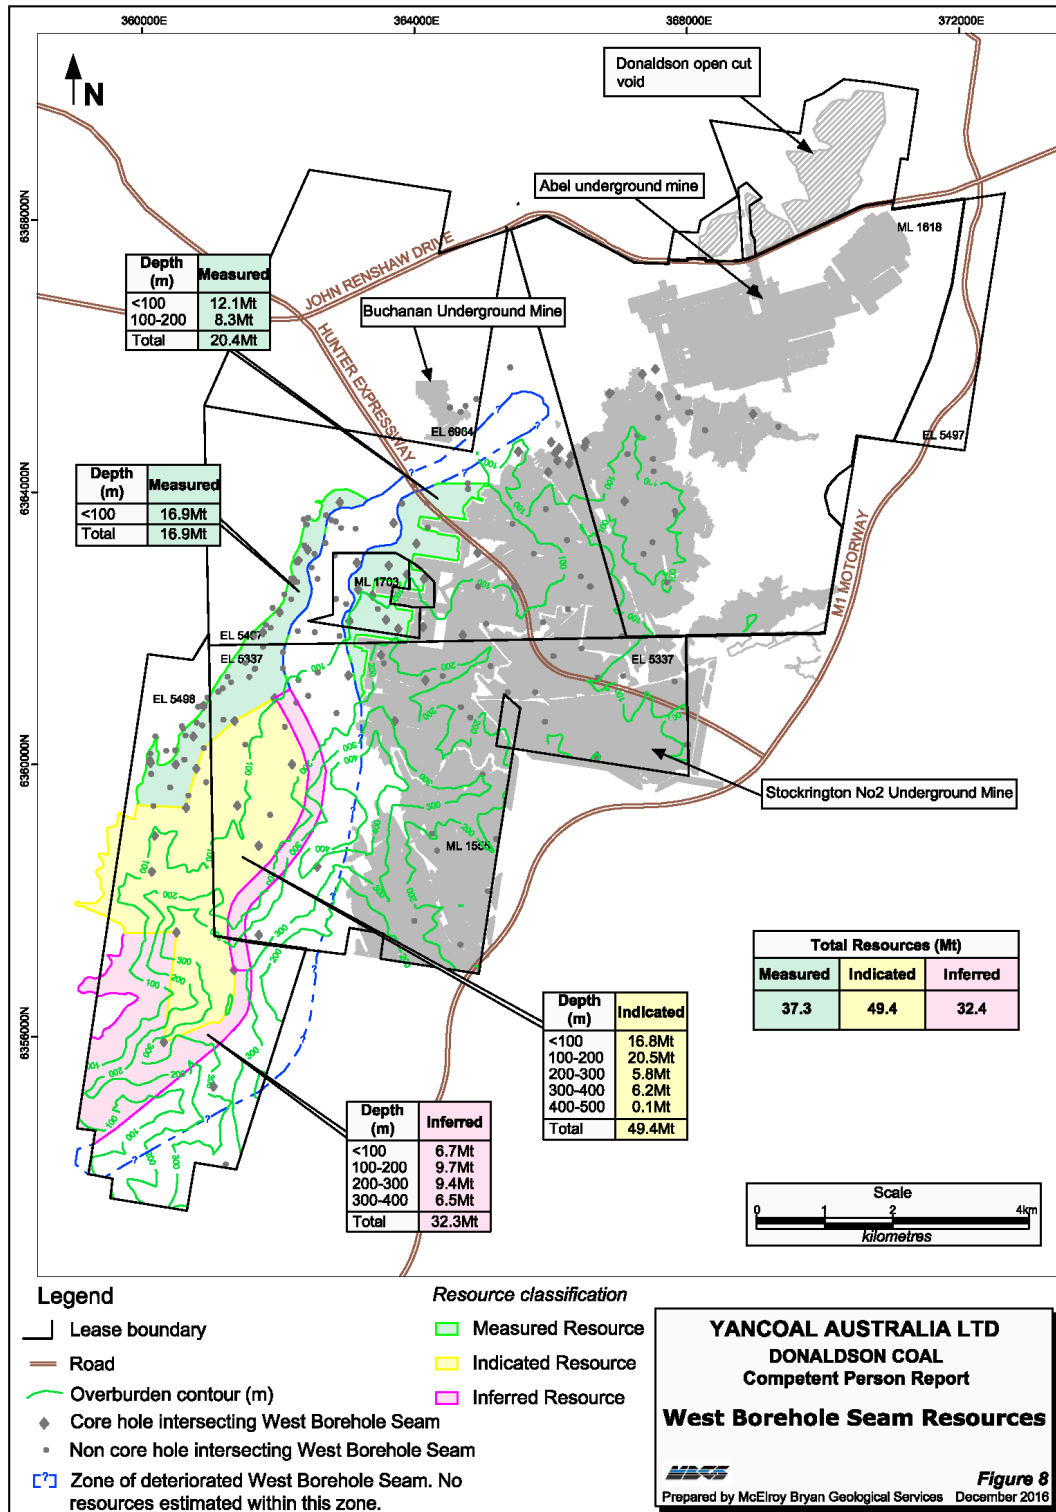 360000E
364000E
368000E
372000E
6368000N
6364000N
6360000N
6356000N
N
Donaldson open cut
void
Abel underground mine
ML 1618
JOHN RENSHAW DRIVE
HUNTER EXPRESSWAY
Buchanan Underground Mine
EL 6964
EL 5497
M1 MOTORWAY
Depth
(m)
Measured
<100 12.1Mt
100-200 8.3Mt
Total 20.4Mt
Depth
(m)
Measured
<100 16.9Mt
Total 16.9Mt
ML 1703
EL 5337
EL 5337
EL 5498
Stockrington No2 Underground Mine
Total Resources (Mt)
Measured Indicated Inferred
37.3 49.4 32.4
Depth
(m)
Indicated
<100 16.8Mt
100-200 20.5Mt
200-300 5.8Mt
300-400 6.2Mt
400-500 0.1Mt
Total 49.4Mt
Depth
(m)
Inferred
<100 6.7Mt
100-200 9.7Mt
200-300 9.4Mt
300-400 6.5Mt
Total 32.3Mt
Scale
0 1 2 4km
kilometres
Legend
Lease boundary
Road
Overburden contour (m)
Core hole intersecting West Borehole Seam
Non core hole intersecting West Borehole Seam
[?] Zone of deteriorated West Borehole Seam. No
resources estimated within this zone.
Resource classification
Measured Resource
Indicated Resource
Inferred Resource
YANCOAL AUSTRALIA LTD
DONALDSON COAL
Competent Person Report
West Borehole Seam Resources
MBGS
Figure 8
Prepared by McElroy Bryan Geological Services December 2016